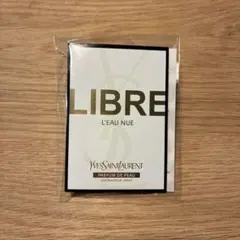 LIBRE
L'EAU NUE
YVESSAINTLAURENT
PARFUM DE PEAU